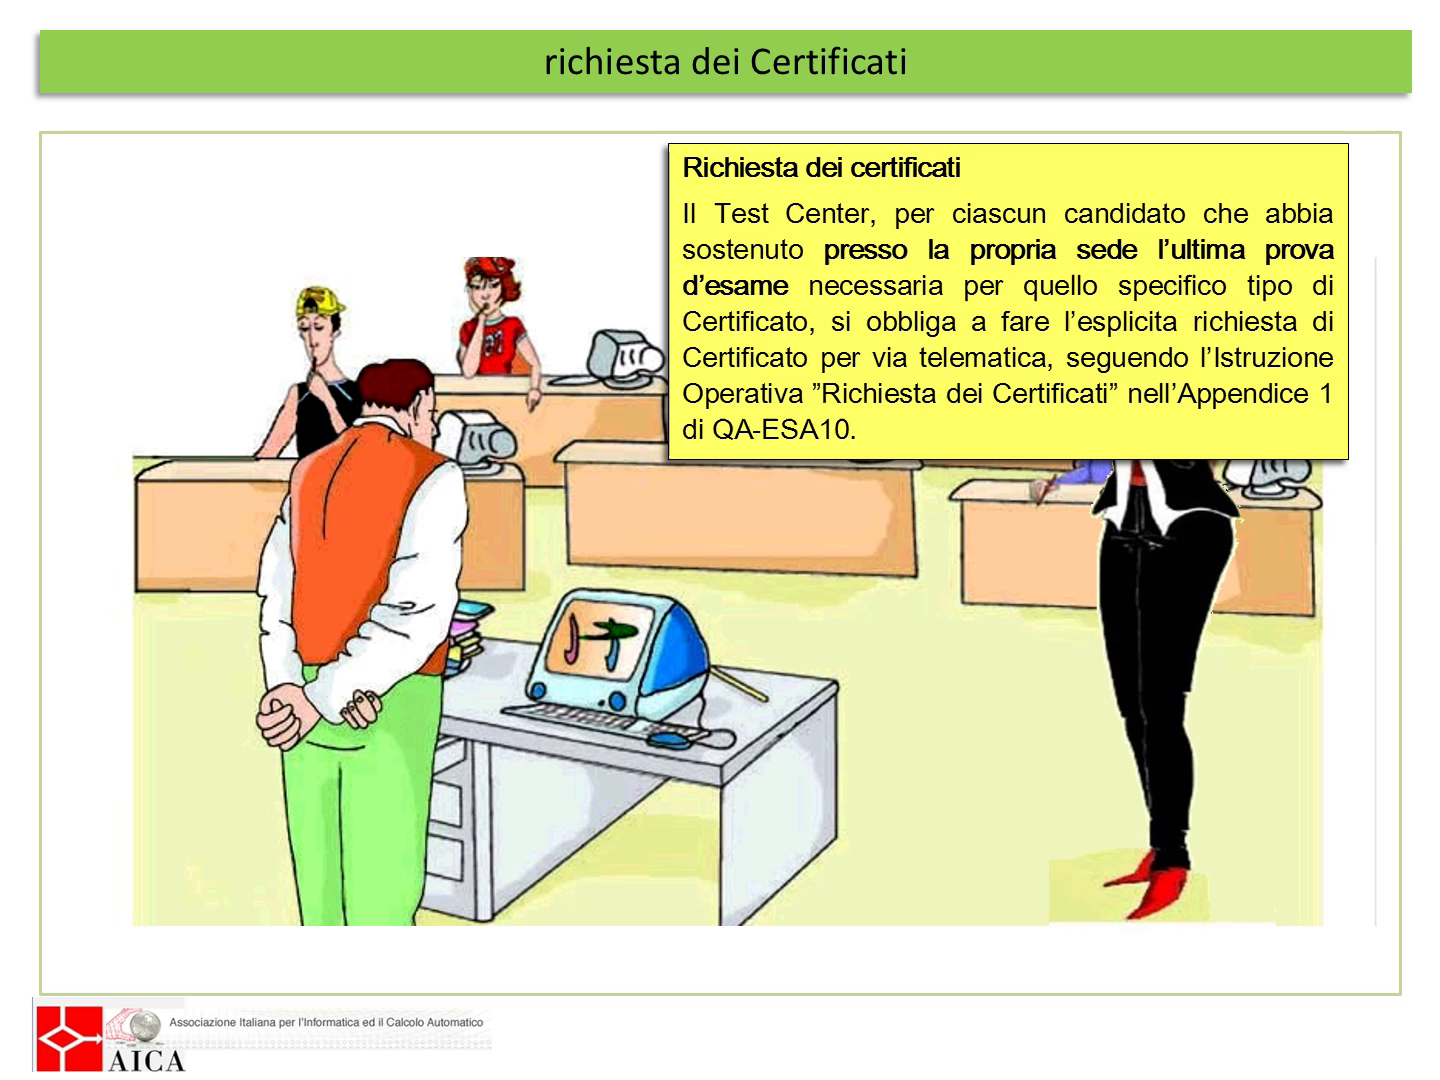 richiesta dei Certificati
Richiesta dei certificati
Il Test Center, per ciascun candidato che abbia
sostenuto presso la propria sede l’ultima prova
d’esame necessaria per quello specifico tipo di
Certificato, si obbliga a fare l’esplicita richiesta di
Certificato per via telematica, seguendo l’Istruzione
Operativa ”Richiesta dei Certificati” nell’Appendice 1
di QA-ESA10.
Associazione Italiana per l'Informatica ed il Calcolo Automatico
AICA